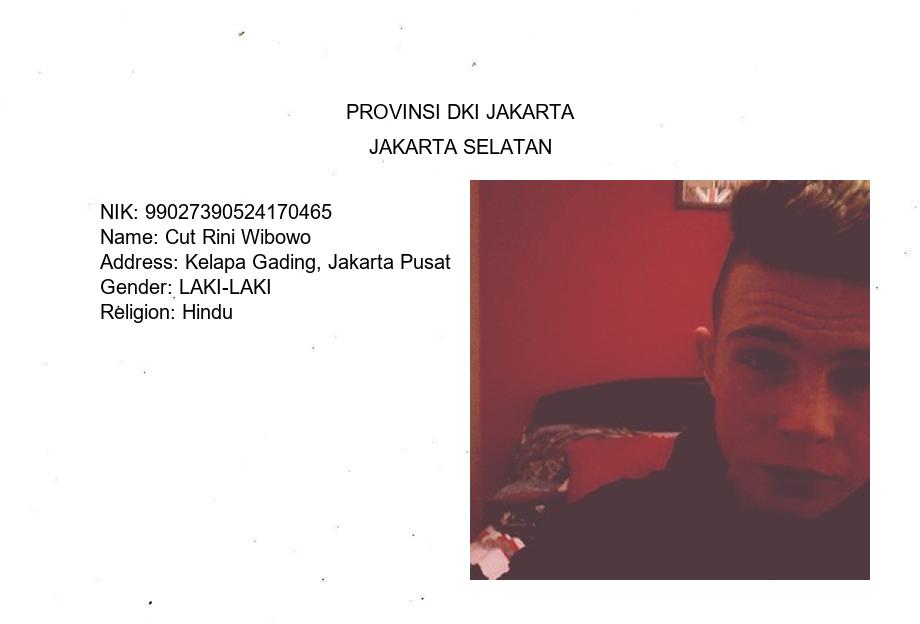 PROVINSI DKI JAKARTA
JAKARTA SELATAN
NIK: 99027390524170465
Name: Cut Rini Wibowo
Address: Kelapa Gading, Jakarta Pusat
Gender: LAKI-LAKI
Religion: Hindu